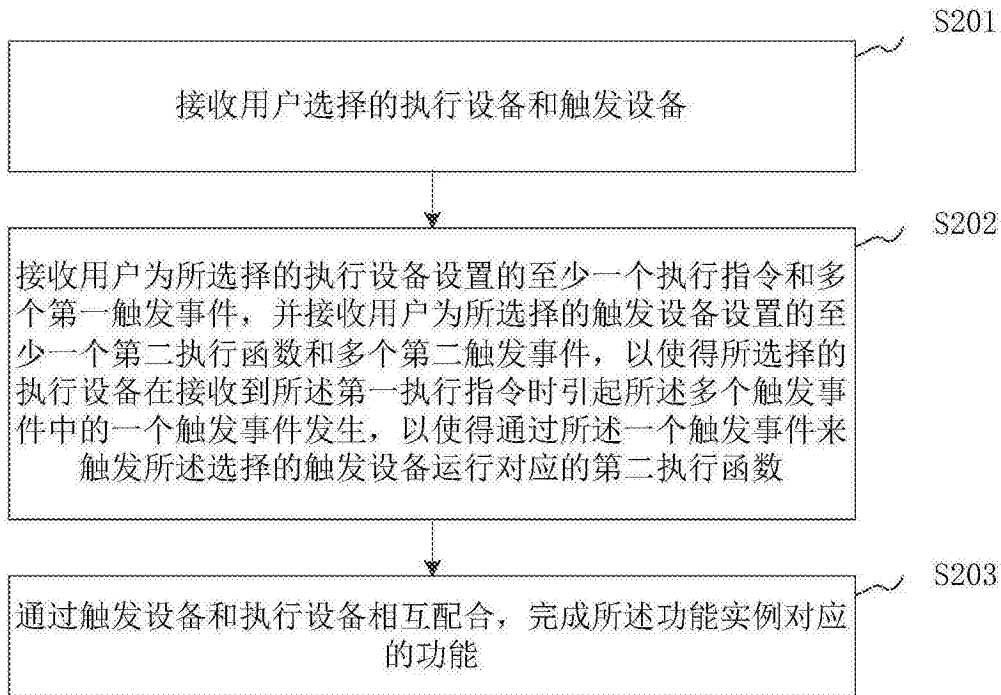 S201
接收用户选择的执行设备和触发设备
S202
接收用户为所选择的执行设备设置的至少一个执行指令和多
个第一触发事件，并接收用户为所选择的触发设备设置的至
少一个第二执行函数和多个第二触发事件，以使得所选择的
执行设备在接收到所述第一执行指令时引起所述多个触发事
件中的一个触发事件发生，以使得通过所述一个触发事件来
触发所述选择的触发设备运行对应的第二执行函数
S203
通过触发设备和执行设备相互配合，完成所述功能实例对应
的功能